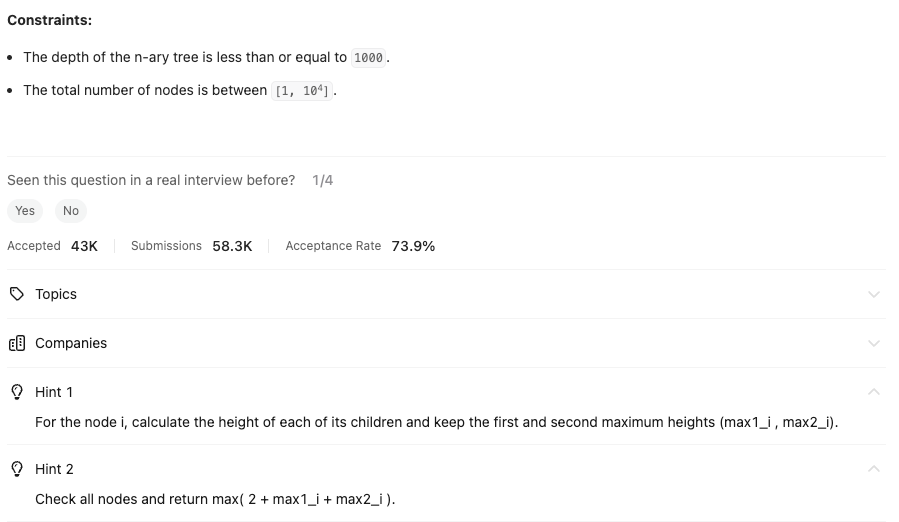 Constraints:
• The depth of the n-ary tree is less than or equal to 1000.
• The total number of nodes is between [1, 10⁴].
Seen this question in a real interview before? 1/4
Yes No
Accepted 43K Submissions 58.3K Acceptance Rate 73.9%
Topics
Companies
Hint 1
For the node i, calculate the height of each of its children and keep the first and second maximum heights (max1_i , max2_i).
Hint 2
Check all nodes and return max( 2 + max1_i + max2_i ).